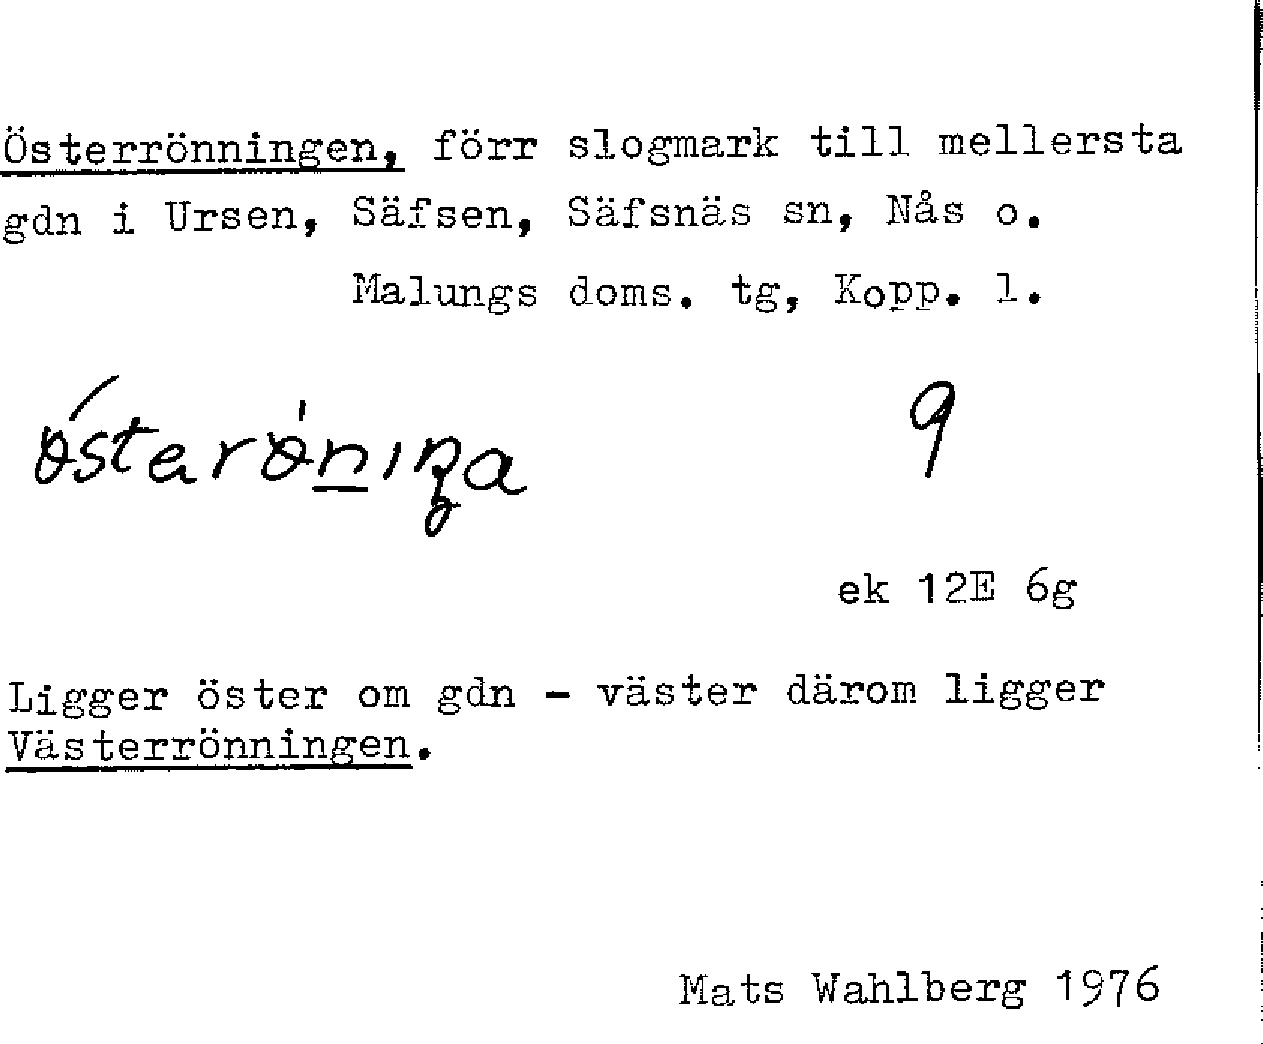 Österrönningen, förr slogmark till mellersta
gdn i Ursen, Säfsen, Säfsnäs sn, Nås o.
Malungs doms. tg, Kopp. l.
9
ek 12E 6g
Ligger öster om gdn - väster därom ligger
Västerrönningen.
Mats Wahlberg 1976